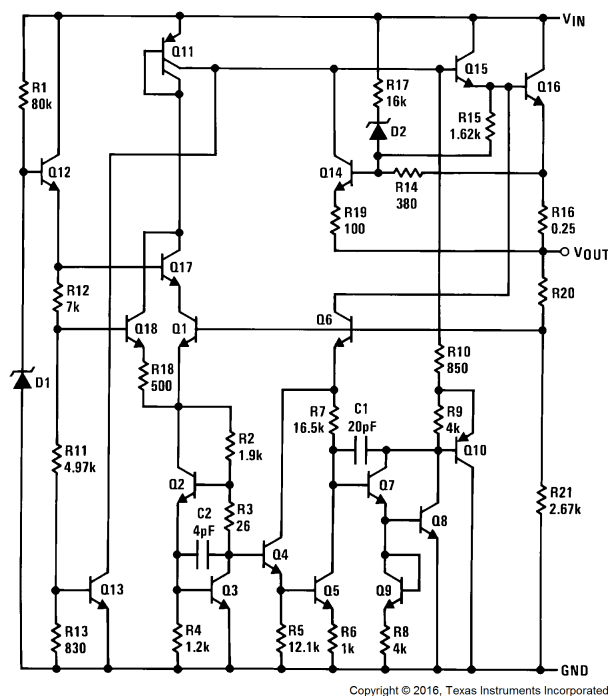 VIN
Q11
Q15
Q16
R1
80k
R17
16k
R15
1.62k
D2
Q12
Q14
R14
380
R19
100
R16
0.25
VOUT
Q17
R12
7k
Q18
Q1
Q6
R20
R18
500
R10
850
D1
R7
16.5k
C1
20pF
R9
4k
Q10
R2
1.9k
R11
4.97k
Q2
Q7
R3
26
Q8
R21
2.67k
C2
4pF
Q4
Q13
Q3
Q5
Q9
R13
830
R4
1.2k
R5
12.1k
R6
1k
R8
4k
GND
Copyright © 2016, Texas Instruments Incorporated